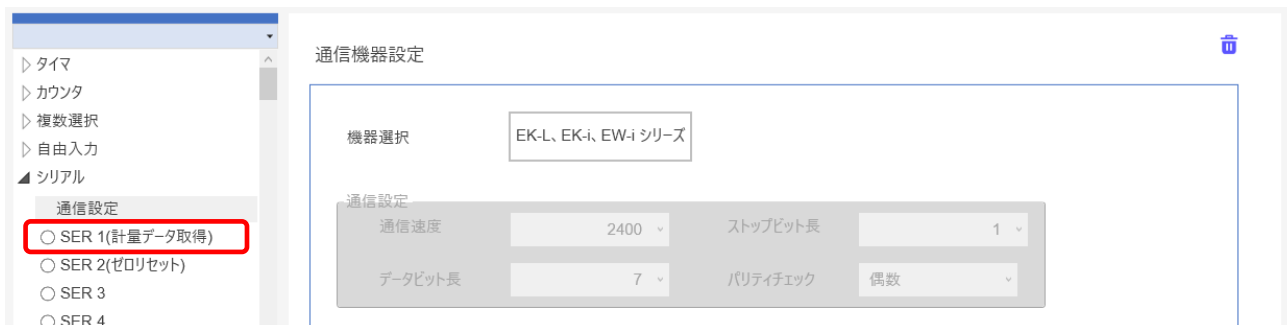 タイマ
カウンタ
複数選択
自由入力
シリアル
通信設定
SER 1(計量データ取得)
SER 2(ゼロリセット)
SER 3
SER 4
通信機器設定
機器選択
EK-L、EK-i、EW-i シリーズ
通信設定
通信速度 2400 ストップビット長 1
データビット長 7 パリティチェック 偶数